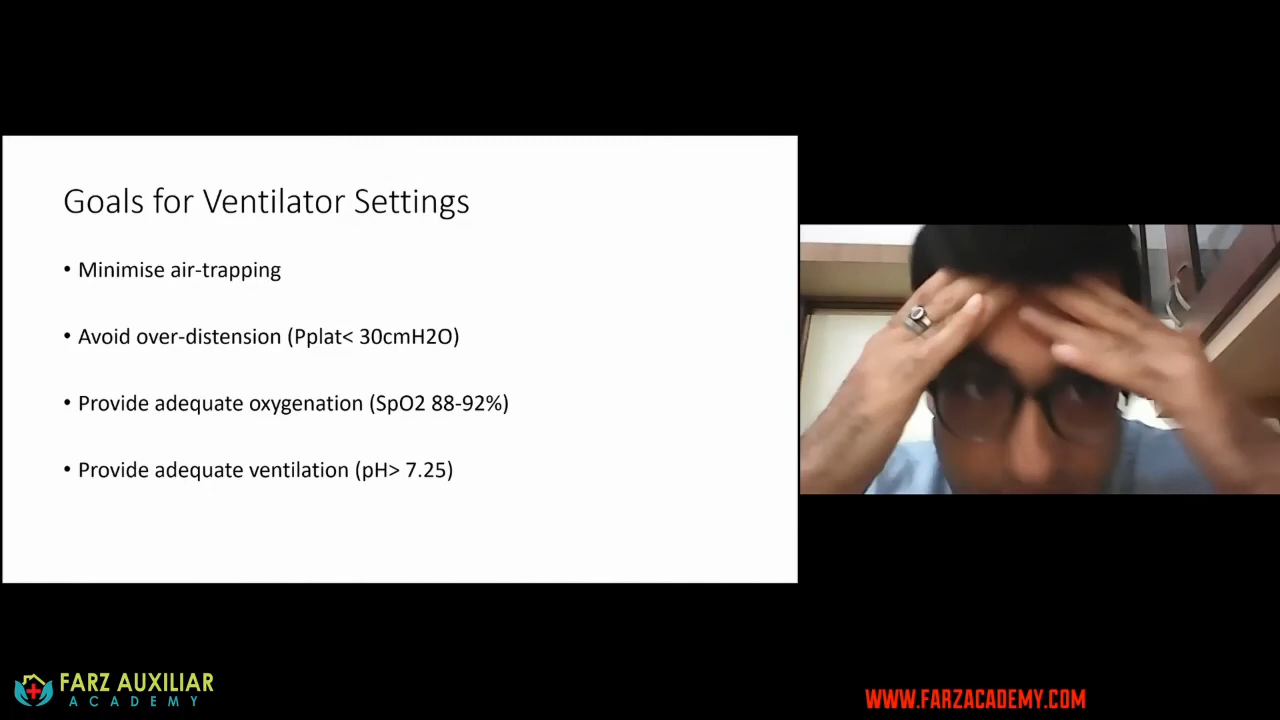 Goals for Ventilator Settings
• Minimise air-trapping
• Avoid over-distension (Pplat< 30cmH2O)
• Provide adequate oxygenation (SpO2 88-92%)
• Provide adequate ventilation (pH> 7.25)
FARZ AUXILIAR
ACADEMY
WWW.FARZACADEMY.COM